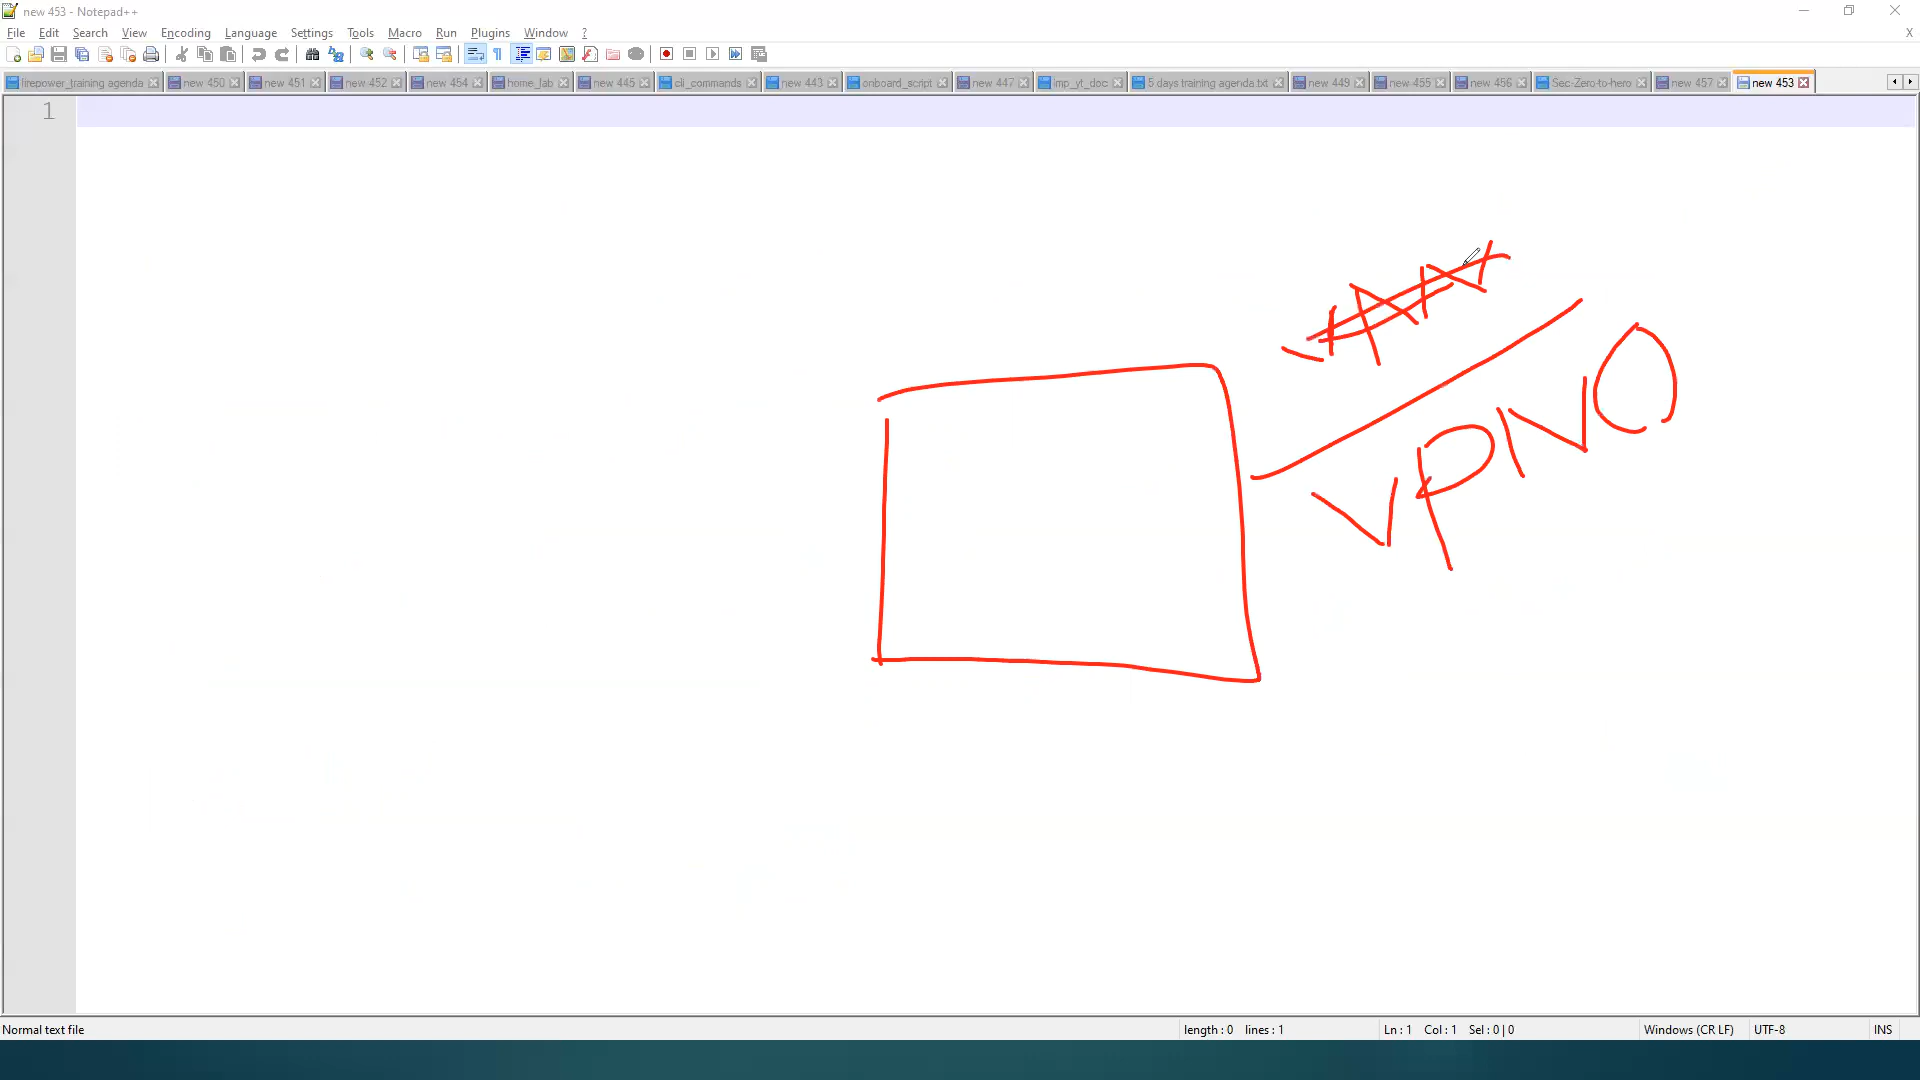 new 453 - Notepad++
File Edit Search View Encoding Language Settings Tools Macro Run Plugins Window ? X
firepower_training agenda new 450 new 451 new 452 new 454 home_lab new 445 cli_commands new 443 onboard_script new 447 imp_yt_doc 5 days training agenda.txt new 449 new 455 new 456 Sec-Zero-to-hero new 457 new 453
1
VPN0
Normal text file length : 0 lines : 1 Ln : 1 Col : 1 Sel : 0 | 0 Windows (CR LF) UTF-8 INS